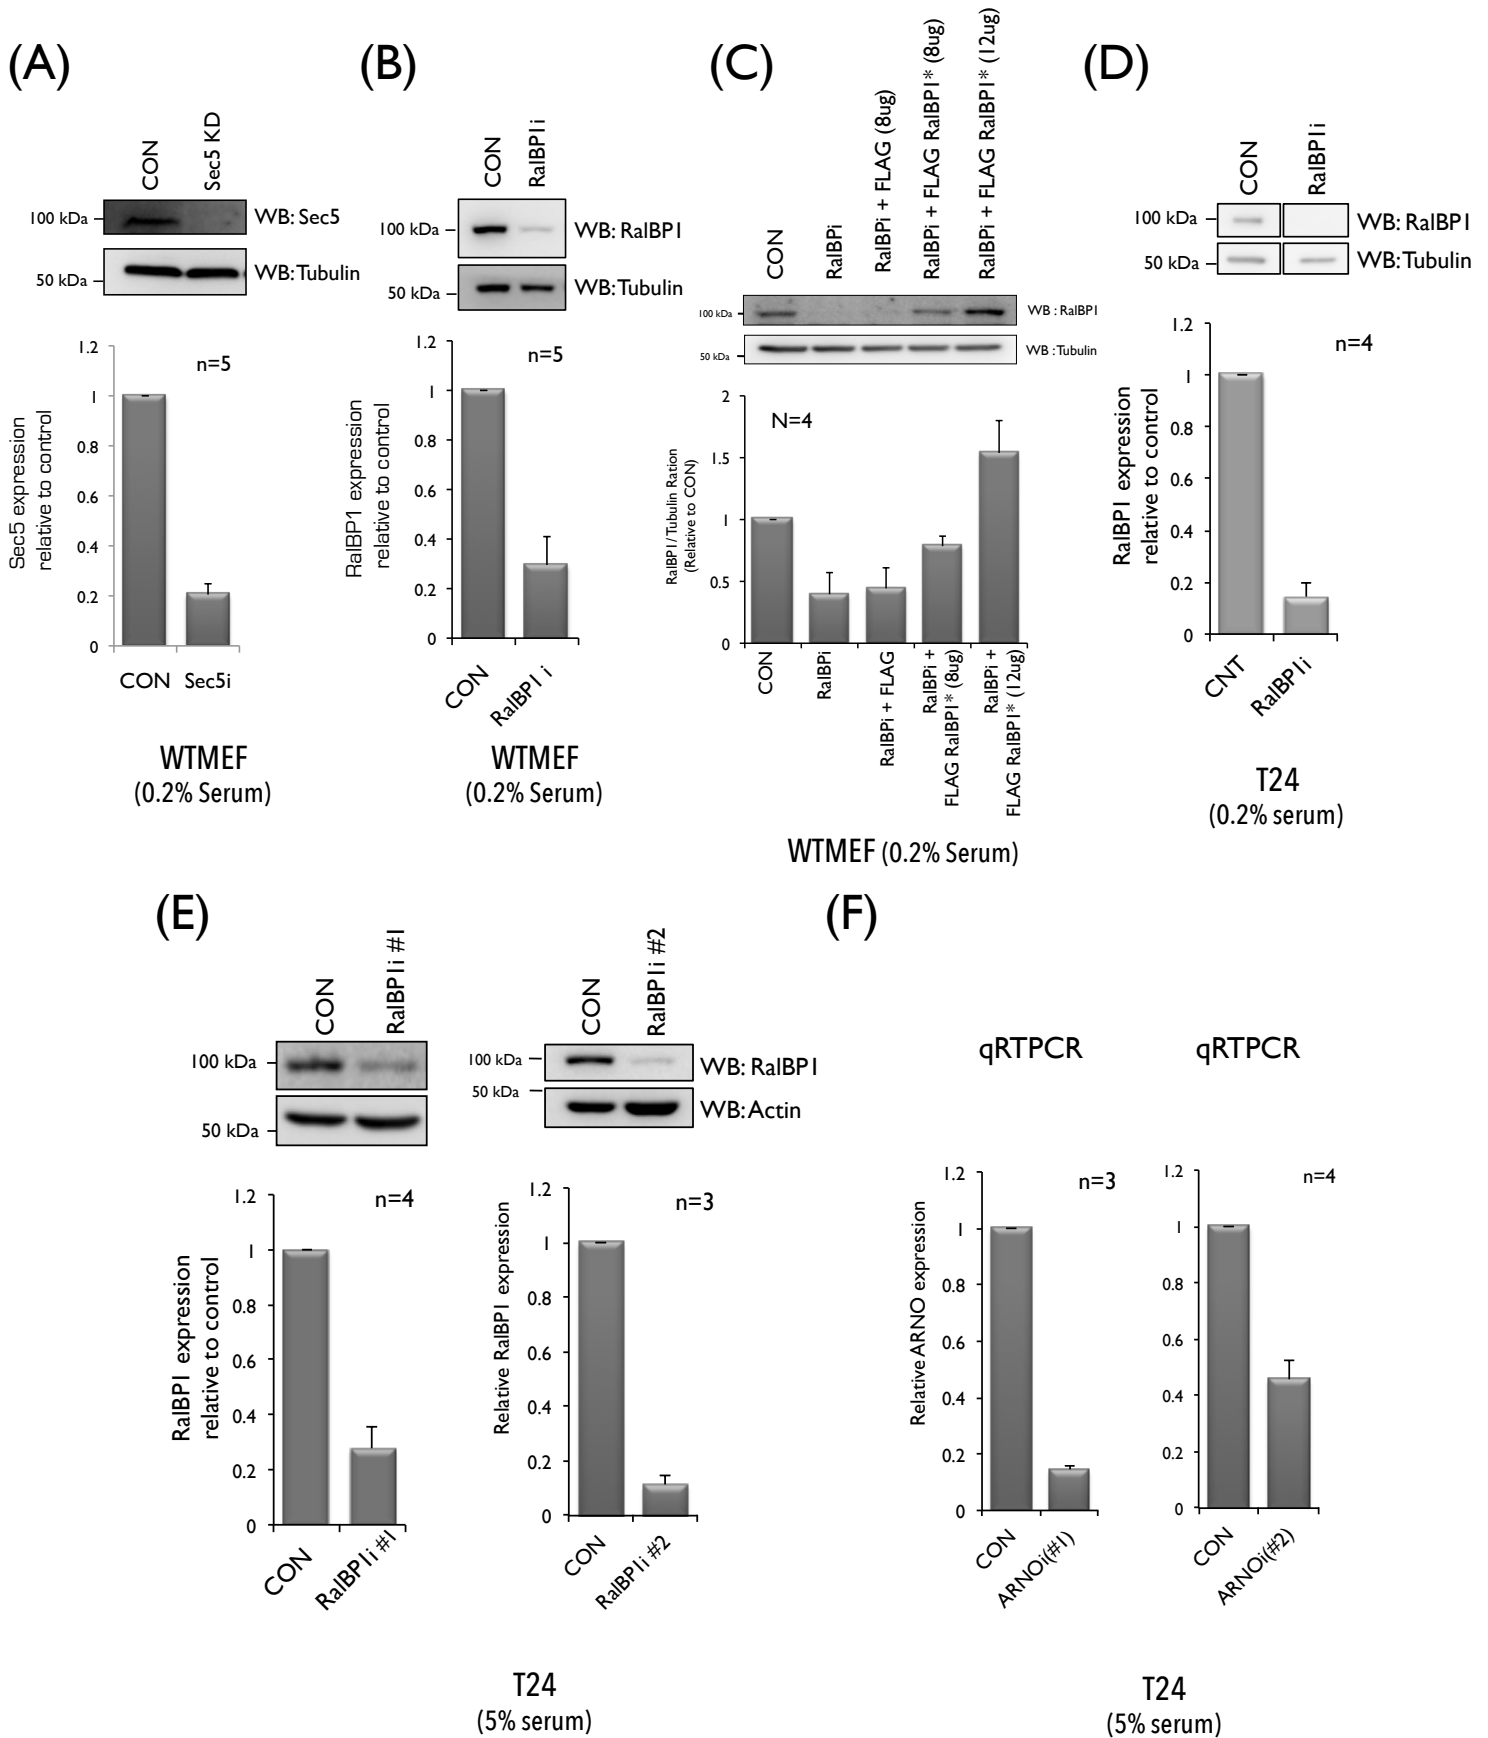 (A)
CON
Sec5 KD
100 kDa
WB: Sec5
50 kDa
WB: Tubulin
Sec5 expression
relative to control
1.2
1
0.8
0.6
0.4
0.2
0
n=5
CON
Sec5i
WTMEF
(0.2% Serum)
(B)
CON
RalBP1i
100 kDa
WB: RalBP1
50 kDa
WB: Tubulin
RalBP1 expression
relative to control
1.2
1
0.8
0.6
0.4
0.2
0
n=5
CON
RalBP1 i
WTMEF
(0.2% Serum)
(C)
CON
RalBPi
RalBPi + FLAG (8ug)
RalBPi + FLAG RalBP1* (8ug)
RalBPi + FLAG RalBP1* (12ug)
100 kDa
WB : RalBP1
50 kDa
WB : Tubulin
RalBP1/Tubulin Ration
(Relative to CON)
2
1.5
1
0.5
0
N=4
CON
RalBPi
RalBPi + FLAG
RalBPi +
FLAG RalBP1* (8ug)
RalBPi +
FLAG RalBP1* (12ug)
WTMEF (0.2% Serum)
(D)
CON
RalBP1i
100 kDa
WB: RalBP1
50 kDa
WB: Tubulin
RalBP1 expression
relative to control
1.2
1
0.8
0.6
0.4
0.2
0
n=4
CNT
RalBP1i
T24
(0.2% serum)
(E)
CON
RalBP1i #1
100 kDa
50 kDa
RalBP1 expression
relative to control
1.2
1
0.8
0.6
0.4
0.2
0
n=4
CON
RalBP1i #1
CON
RalBP1i #2
100 kDa
WB: RalBP1
50 kDa
WB: Actin
Relative RalBP1 expression
1.2
1
0.8
0.6
0.4
0.2
0
n=3
CON
RalBP1i #2
T24
(5% serum)
(F)
qRTPCR
Relative ARNO expression
1.2
1
0.8
0.6
0.4
0.2
0
n=3
CON
ARNOi(#1)
qRTPCR
1.2
1
0.8
0.6
0.4
0.2
0
n=4
CON
ARNOi(#2)
T24
(5% serum)